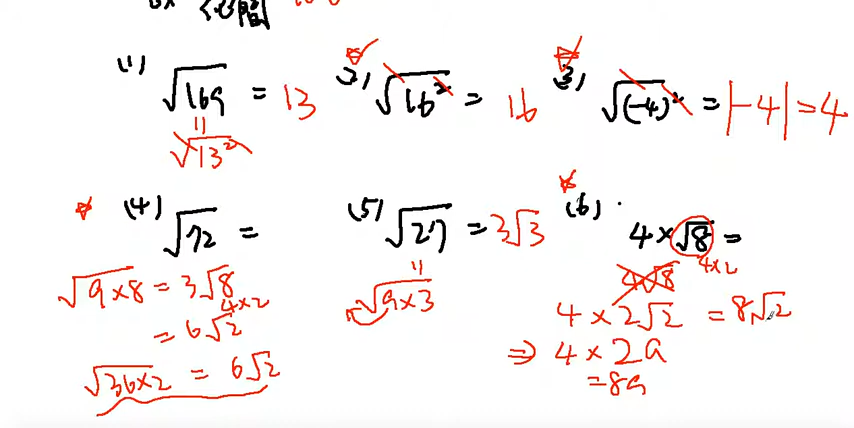 (1) √169 = 13
√13²
(2) √16² = 16
(3) √(-4)² = |-4| = 4
(4) √72 =
√9×8 = 3√8
4×2
= 6√2
√36×2 = 6√2
(5) √27 = 3√3
√9×3
(6) 4×√8 =
4×2
4√8
4×2√2 = 8√2
⇒ 4×2a
= 8a